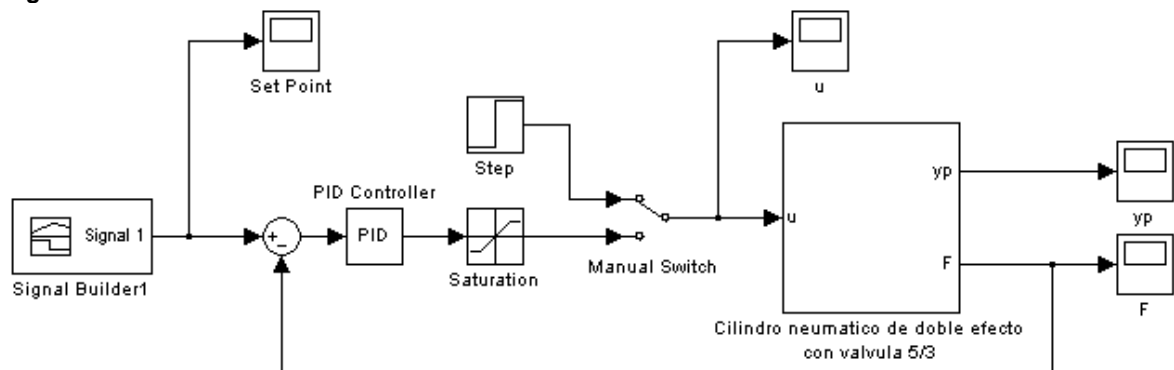 Set Point
u
Step
PID Controller
yp
yp
Signal 1
+
−
PID
u
Signal Builder1
Saturation
Manual Switch
F
F
Cilindro neumatico de doble efecto
con valvula 5/3